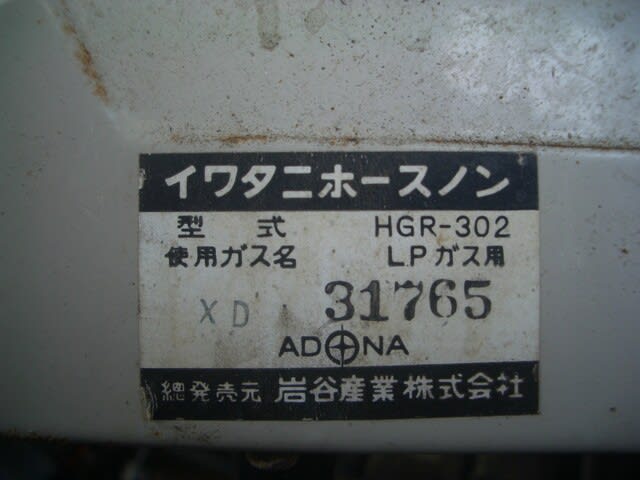 イワタニホースノン
型式 HGR-302
使用ガス名 LPガス用
XD 31765
ADONA
總発売元 岩谷産業株式会社